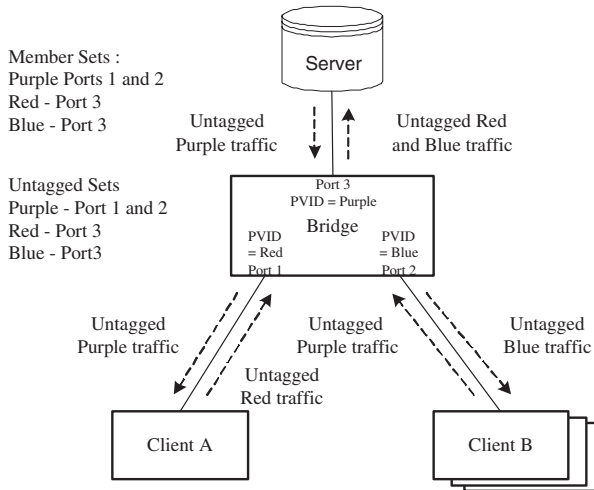 Member Sets :
Purple Ports 1 and 2
Red - Port 3
Blue - Port 3
Server
Untagged
Purple traffic
Untagged Red
and Blue traffic
Untagged Sets
Purple - Port 1 and 2
Red - Port 3
Blue - Port3
Port 3
PVID = Purple
Bridge
PVID
= Red
Port 1
PVID
= Blue
Port 2
Untagged
Purple traffic
Untagged
Red traffic
Untagged
Purple traffic
Untagged
Blue traffic
Client A
Client B